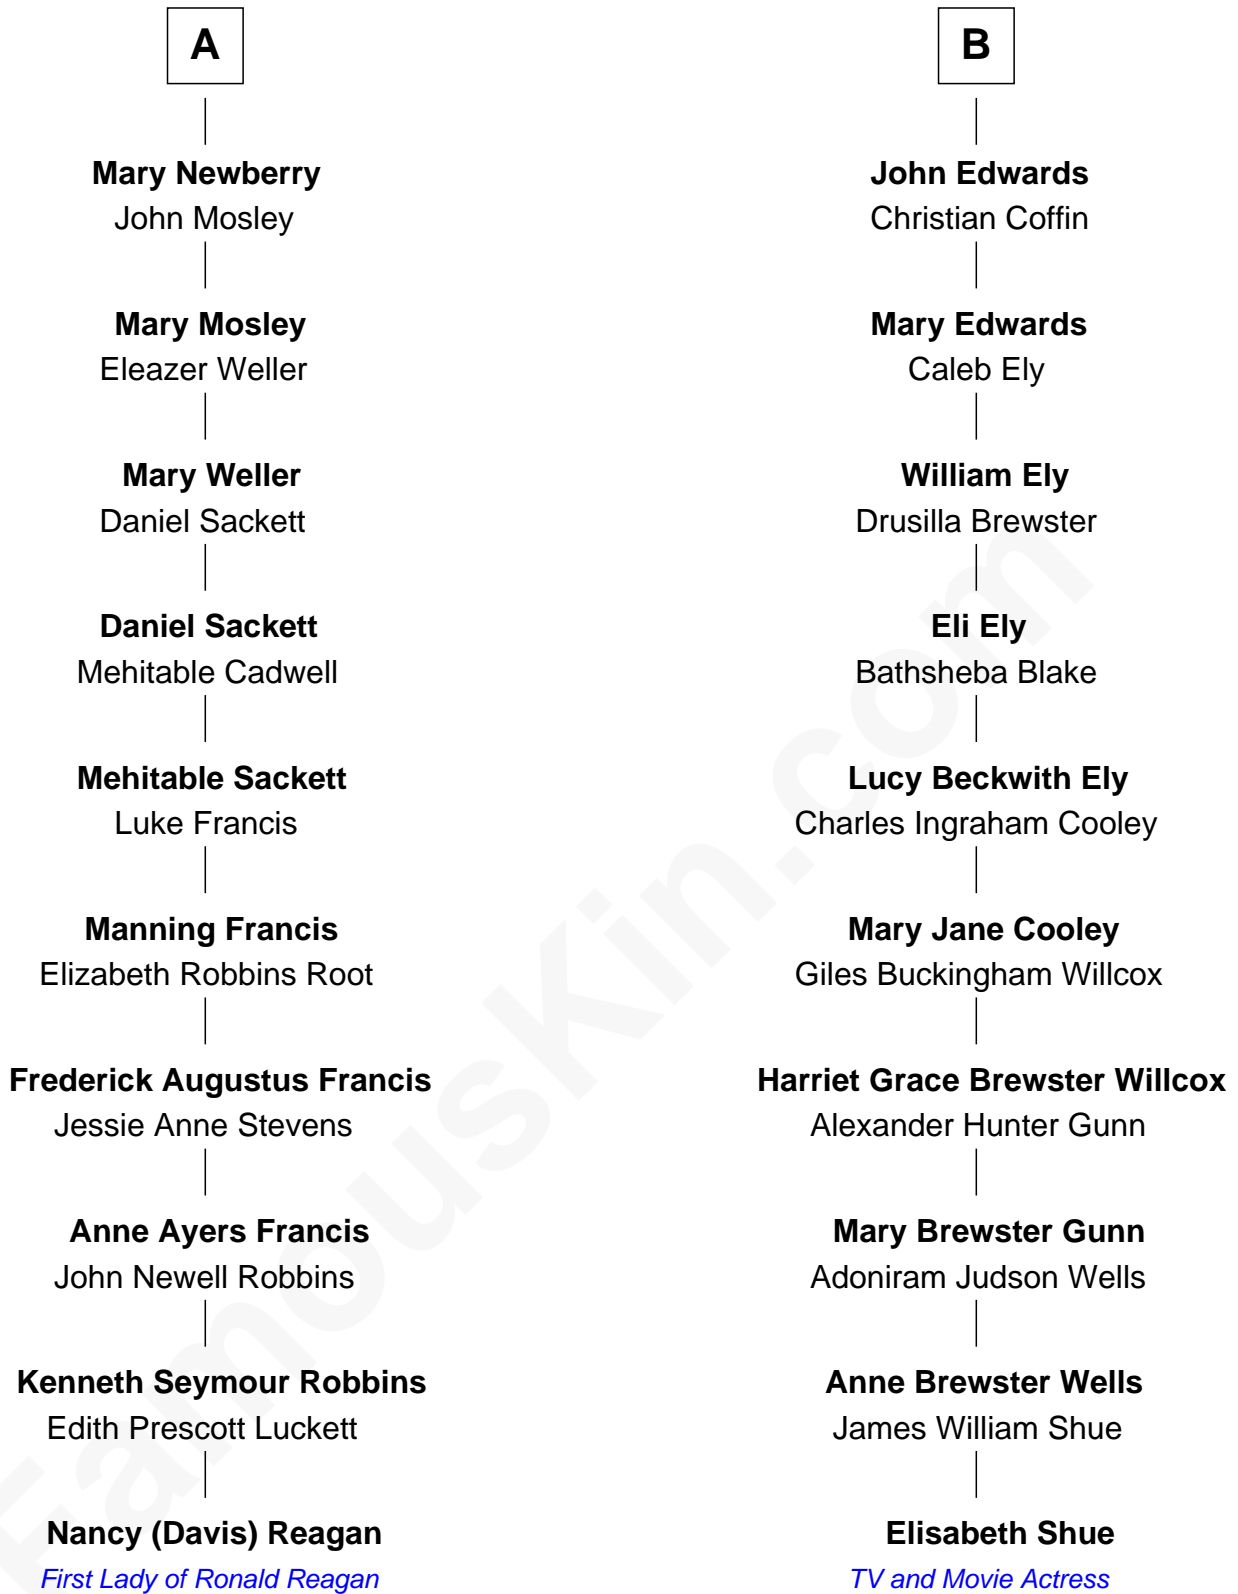 A
Mary Newberry
John Mosley
Mary Mosley
Eleazer Weller
Mary Weller
Daniel Sackett
Daniel Sackett
Mehitable Cadwell
Mehitable Sackett
Luke Francis
Manning Francis
Elizabeth Robbins Root
Frederick Augustus Francis
Jessie Anne Stevens
Anne Ayers Francis
John Newell Robbins
Kenneth Seymour Robbins
Edith Prescott Luckett
Nancy (Davis) Reagan
First Lady of Ronald Reagan
B
John Edwards
Christian Coffin
Mary Edwards
Caleb Ely
William Ely
Drusilla Brewster
Eli Ely
Bathsheba Blake
Lucy Beckwith Ely
Charles Ingraham Cooley
Mary Jane Cooley
Giles Buckingham Willcox
Harriet Grace Brewster Willcox
Alexander Hunter Gunn
Mary Brewster Gunn
Adoniram Judson Wells
Anne Brewster Wells
James William Shue
Elisabeth Shue
TV and Movie Actress
FamousKin.com